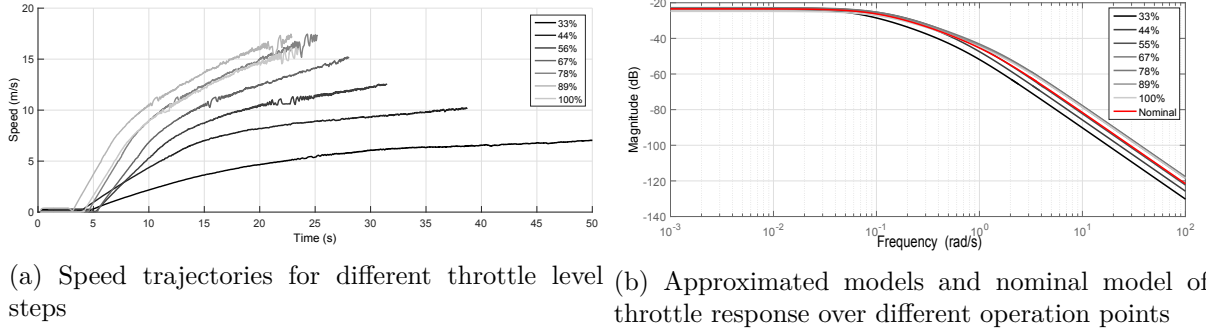 20
15
10
5
0
Speed (m/s)
0 5 10 15 20 25 30 35 40 45 50
Time (s)
33%
44%
56%
67%
78%
89%
100%
(a) Speed trajectories for different throttle level
steps
-20
-40
-60
-80
-100
-120
-140
Magnitude (dB)
10-3 10-2 10-1 100 101 102
Frequency (rad/s)
33%
44%
55%
67%
78%
89%
100%
Nominal
(b) Approximated models and nominal model of
throttle response over different operation points